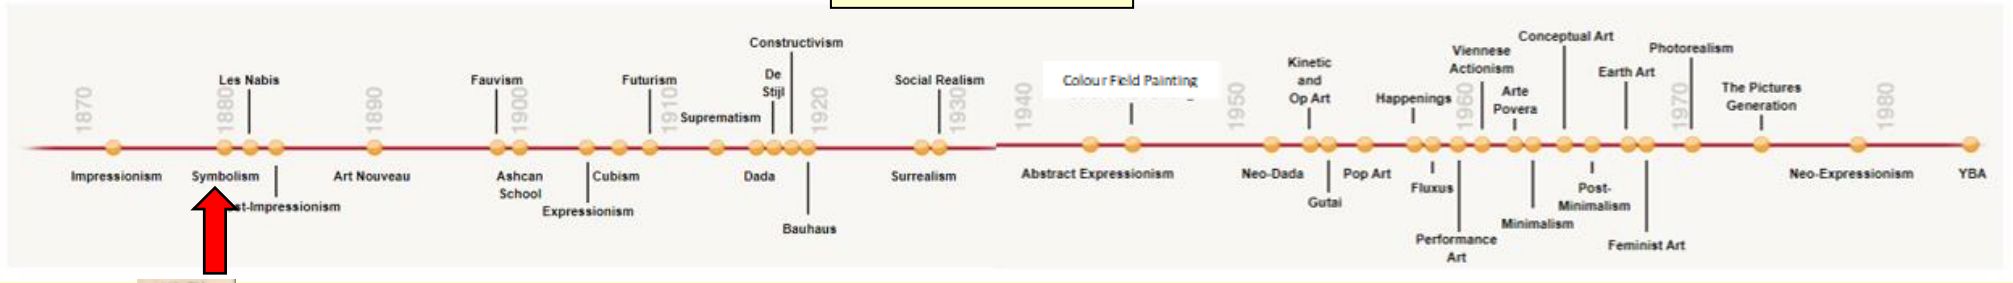 Constructivism
Conceptual Art
Viennese
Actionism
Photorealism
Kinetic
and
Op Art
De
Stijl
Les Nabis
Fauvism
Futurism
Social Realism
Colour Field Painting
Earth Art
Arte
Povera
The Pictures
Generation
Happenings
Suprematism
1870
1880
1890
1900
1910
1920
1930
1940
1950
1960
1970
1980
Impressionism
Symbolism
Art Nouveau
Ashcan
School
Cubism
Dada
Surrealism
Abstract Expressionism
Neo-Dada
Pop Art
Neo-Expressionism
YBA
st-Impressionism
Expressionism
Bauhaus
Gutai
Fluxus
Post-
Minimalism
Minimalism
Performance
Art
Feminist Art